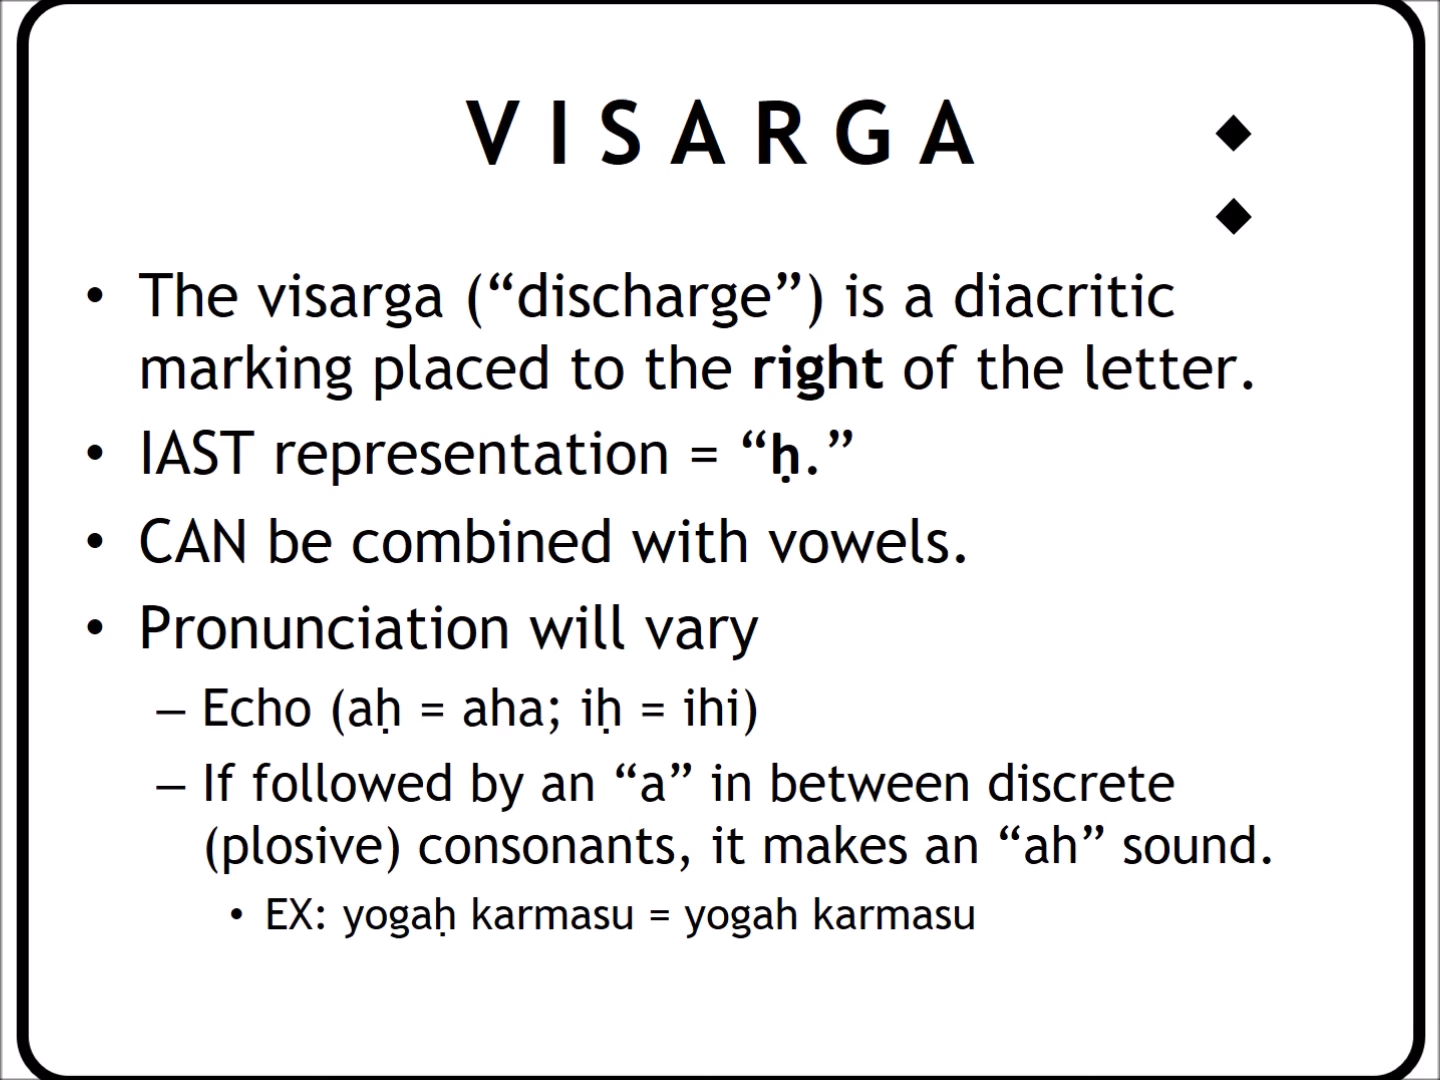 VISARGA
• The visarga (“discharge”) is a diacritic
marking placed to the right of the letter.
• IAST representation = “ḥ.”
• CAN be combined with vowels.
• Pronunciation will vary
– Echo (aḥ = aha; iḥ = ihi)
– If followed by an “a” in between discrete
(plosive) consonants, it makes an “ah” sound.
• EX: yogaḥ karmasu = yogah karmasu